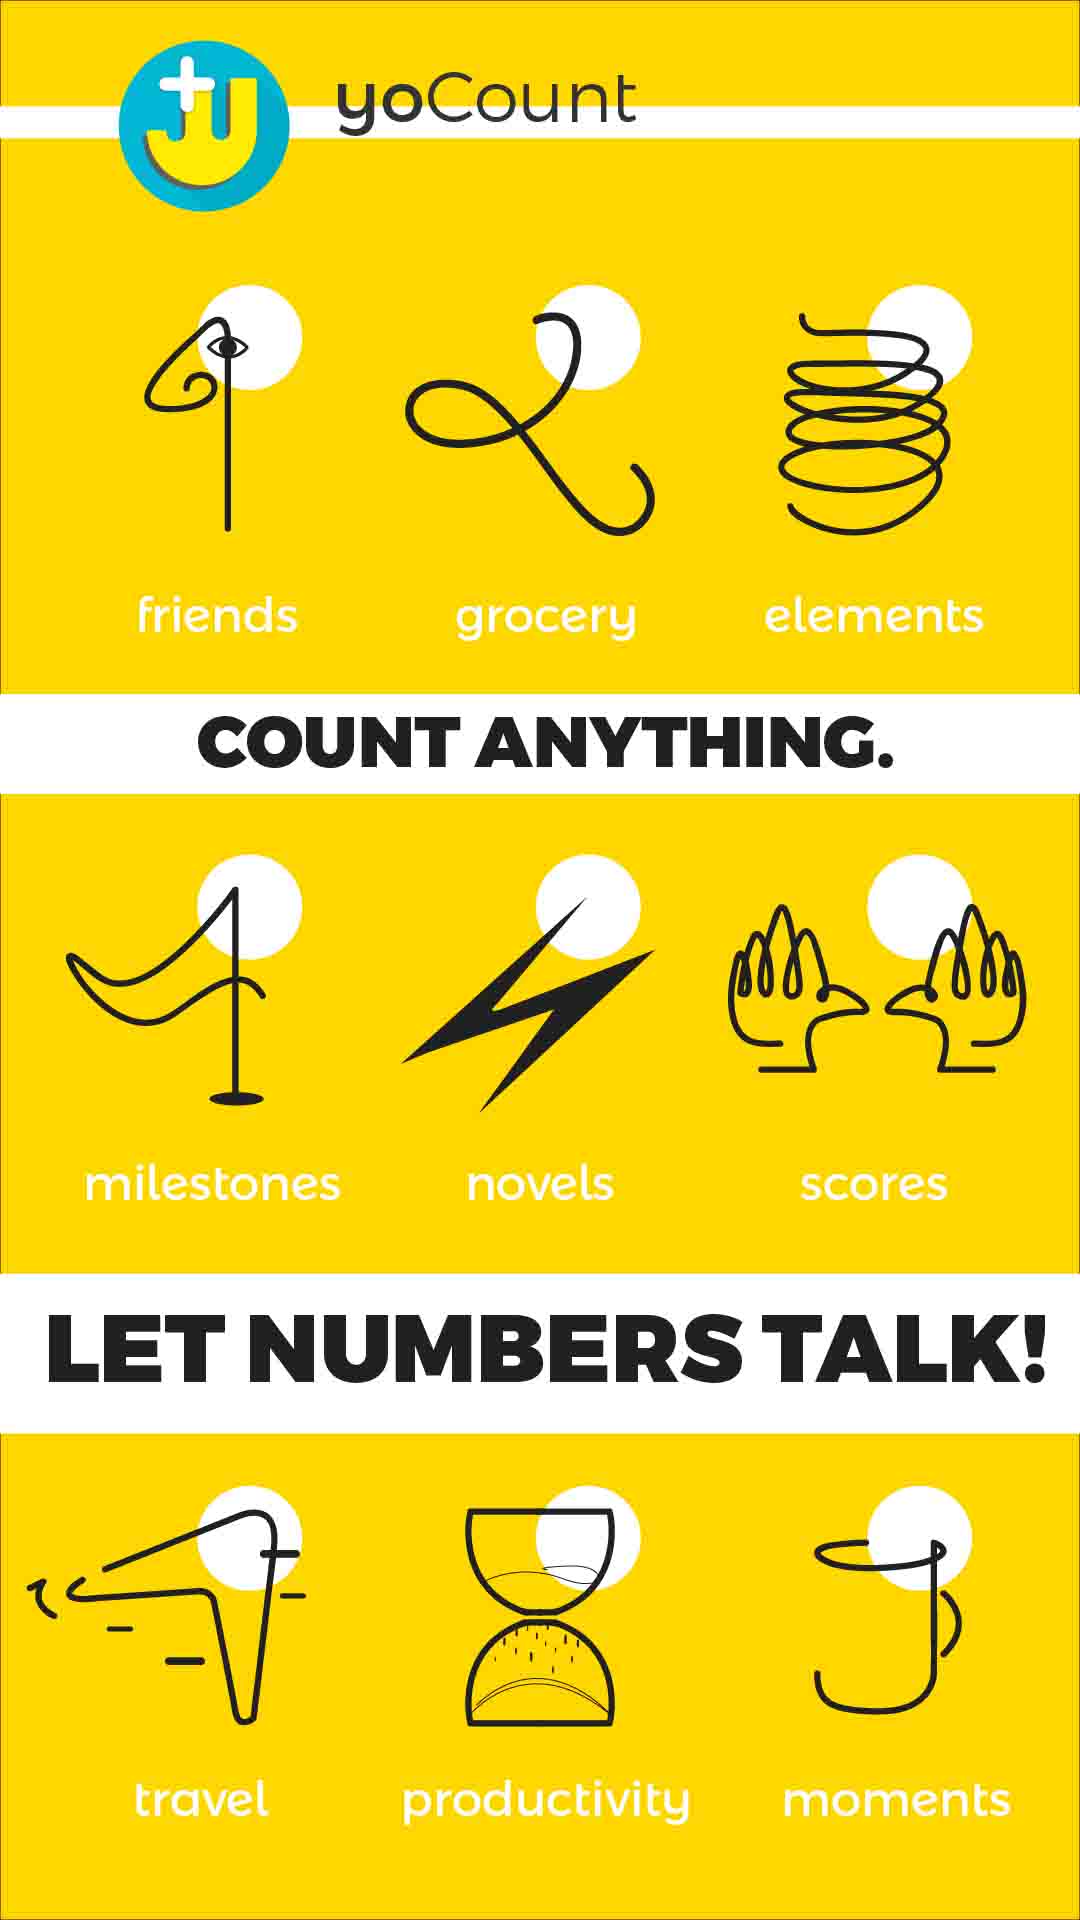 yoCount
friends grocery elements
COUNT ANYTHING.
milestones novels scores
LET NUMBERS TALK!
travel productivity moments